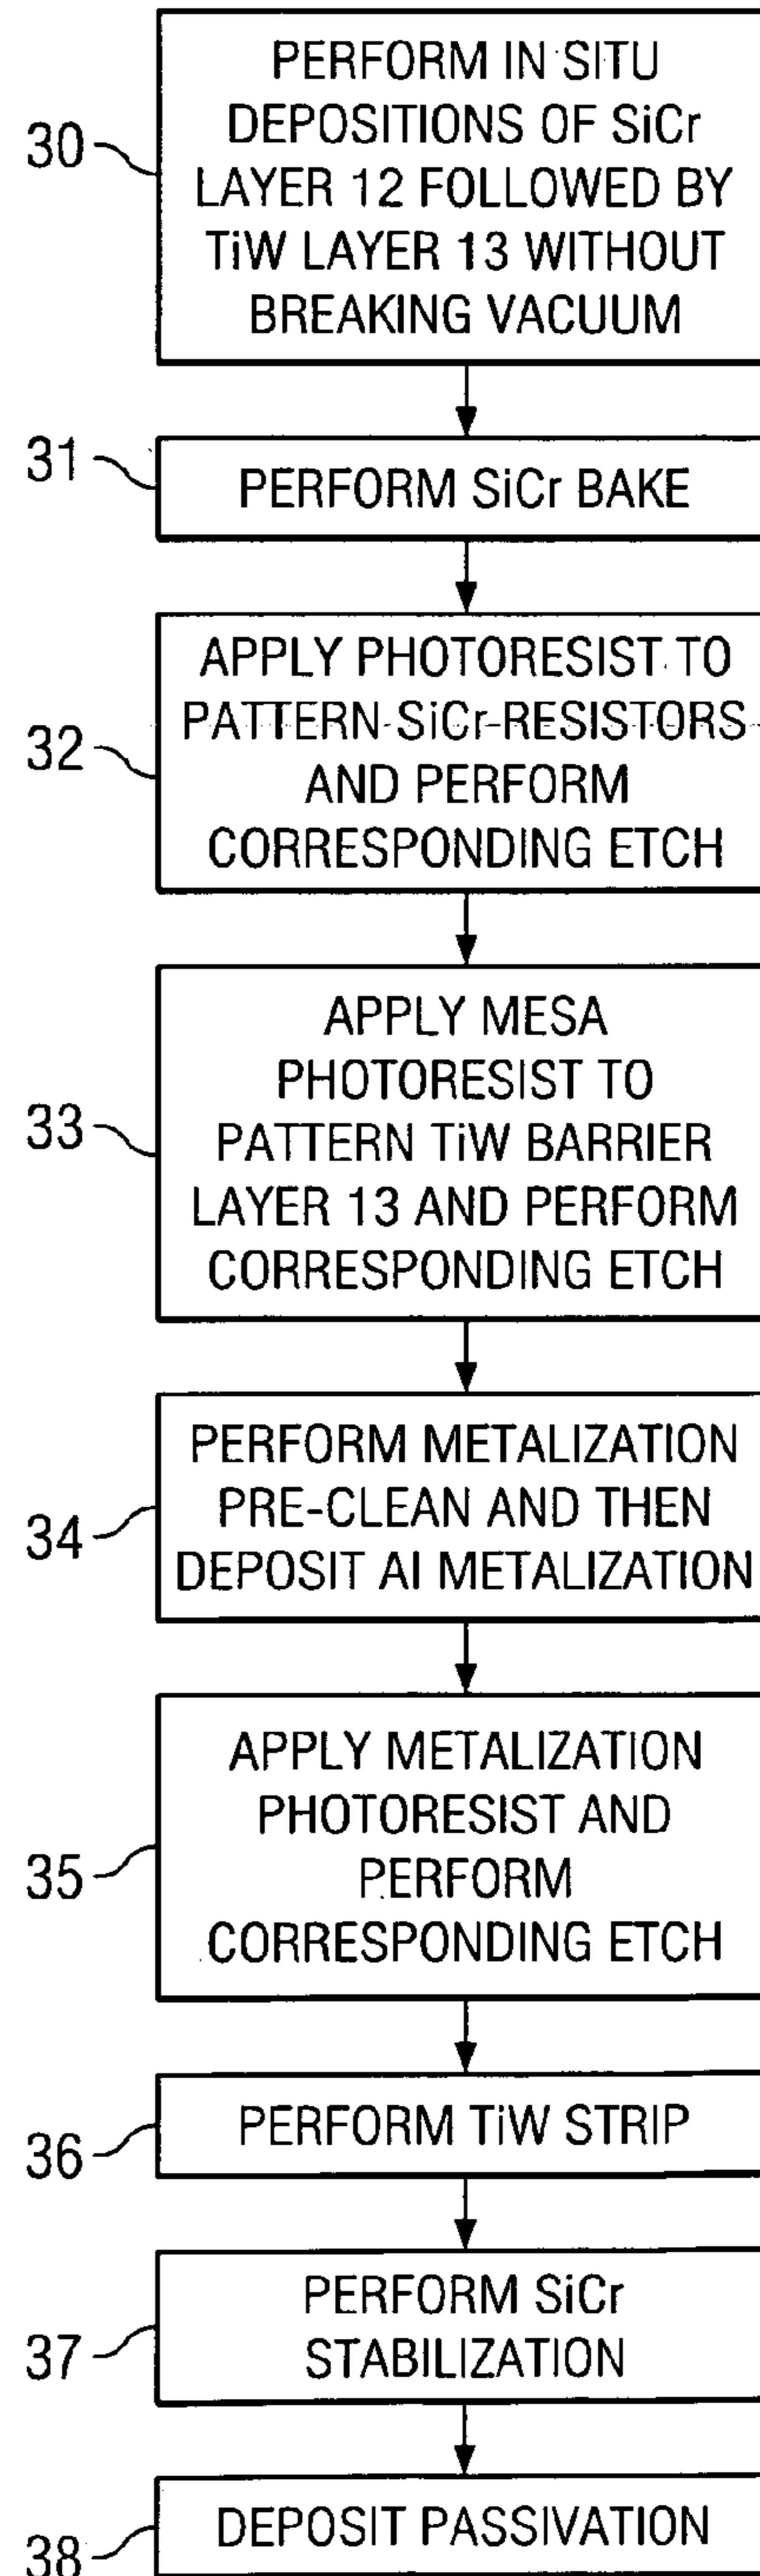 30
PERFORM IN SITU
DEPOSITIONS OF SiCr
LAYER 12 FOLLOWED BY
TiW LAYER 13 WITHOUT
BREAKING VACUUM
31
PERFORM SiCr BAKE
32
APPLY PHOTORESIST TO
PATTERN SiCr RESISTORS
AND PERFORM
CORRESPONDING ETCH
33
APPLY MESA
PHOTORESIST TO
PATTERN TiW BARRIER
LAYER 13 AND PERFORM
CORRESPONDING ETCH
34
PERFORM METALIZATION
PRE-CLEAN AND THEN
DEPOSIT Al METALIZATION
35
APPLY METALIZATION
PHOTORESIST AND
PERFORM
CORRESPONDING ETCH
36
PERFORM TiW STRIP
37
PERFORM SiCr
STABILIZATION
38
DEPOSIT PASSIVATION